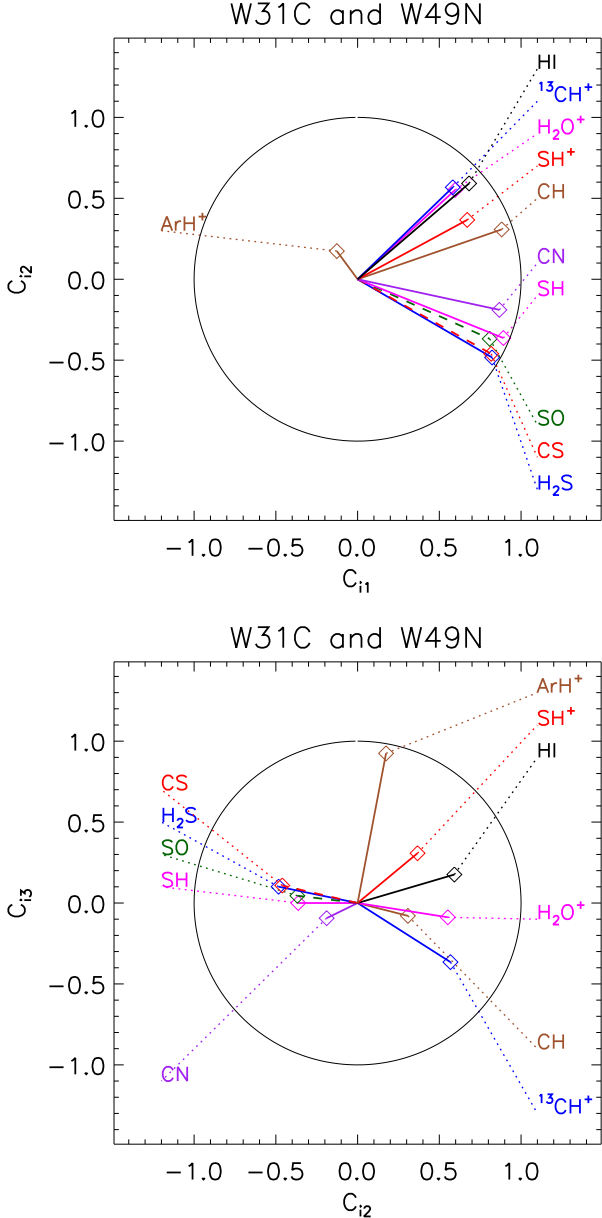 W31C and W49N
HI
¹³CH⁺
H₂O⁺
SH⁺
CH
ArH⁺
CN
SH
SO
CS
H₂S
1.0
0.5
0.0
−0.5
−1.0
C_i2
−1.0 −0.5 0.0 0.5 1.0
C_i1
W31C and W49N
ArH⁺
SH⁺
HI
CS
H₂S
SO
SH
H₂O⁺
CH
CN
¹³CH⁺
1.0
0.5
0.0
−0.5
−1.0
C_i3
−1.0 −0.5 0.0 0.5 1.0
C_i2